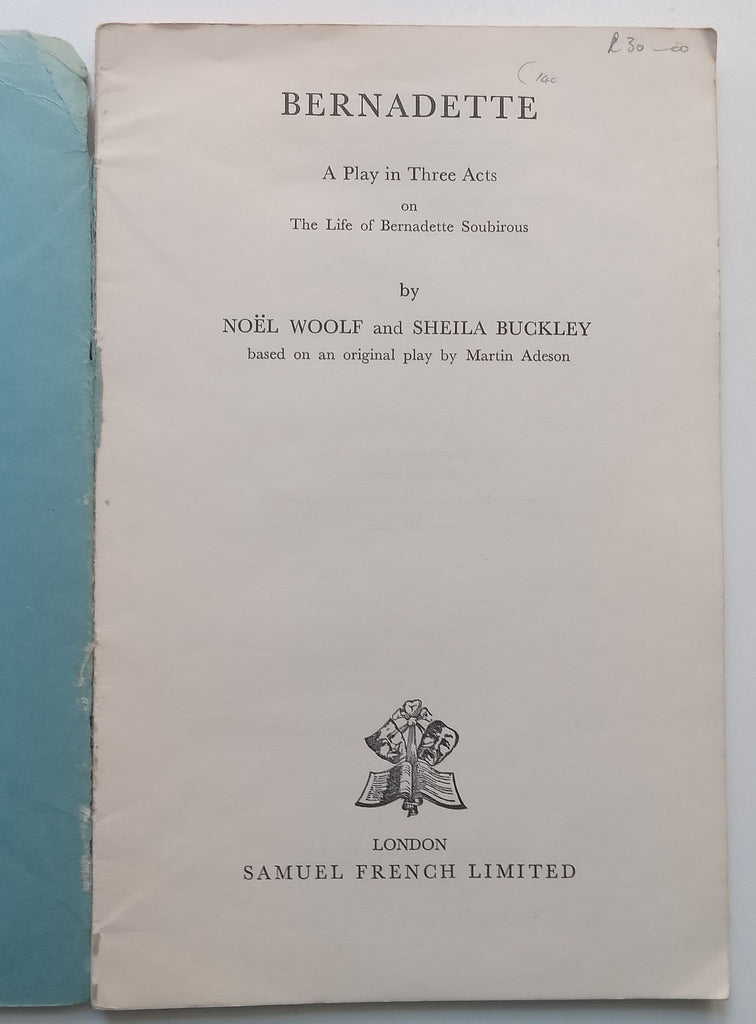 R30—00
BERNADETTE
A Play in Three Acts
on
The Life of Bernadette Soubirous
by
NOËL WOOLF and SHEILA BUCKLEY
based on an original play by Martin Adeson
LONDON
SAMUEL FRENCH LIMITED